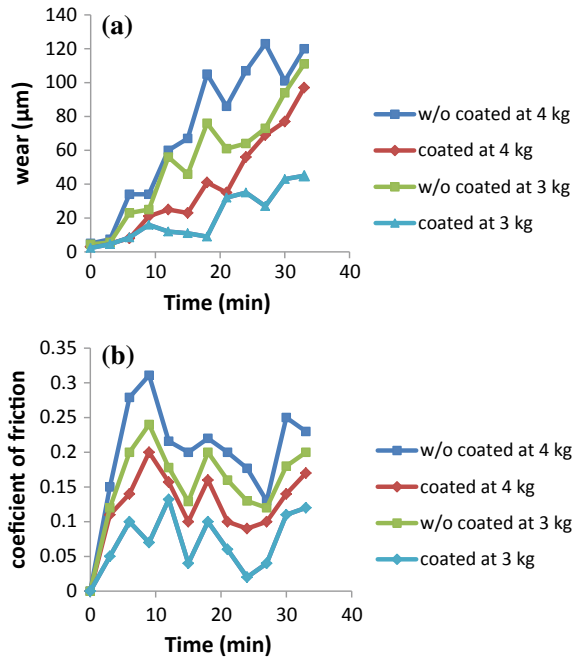 (a)
140
120
100
80
60
40
20
0
wear (µm)
0 10 20 30 40
Time (min)
w/o coated at 4 kg
coated at 4 kg
w/o coated at 3 kg
coated at 3 kg
(b)
0.35
0.3
0.25
0.2
0.15
0.1
0.05
0
coeficient of friction
0 10 20 30 40
Time (min)
w/o coated at 4 kg
coated at 4 kg
w/o coated at 3 kg
coated at 3 kg